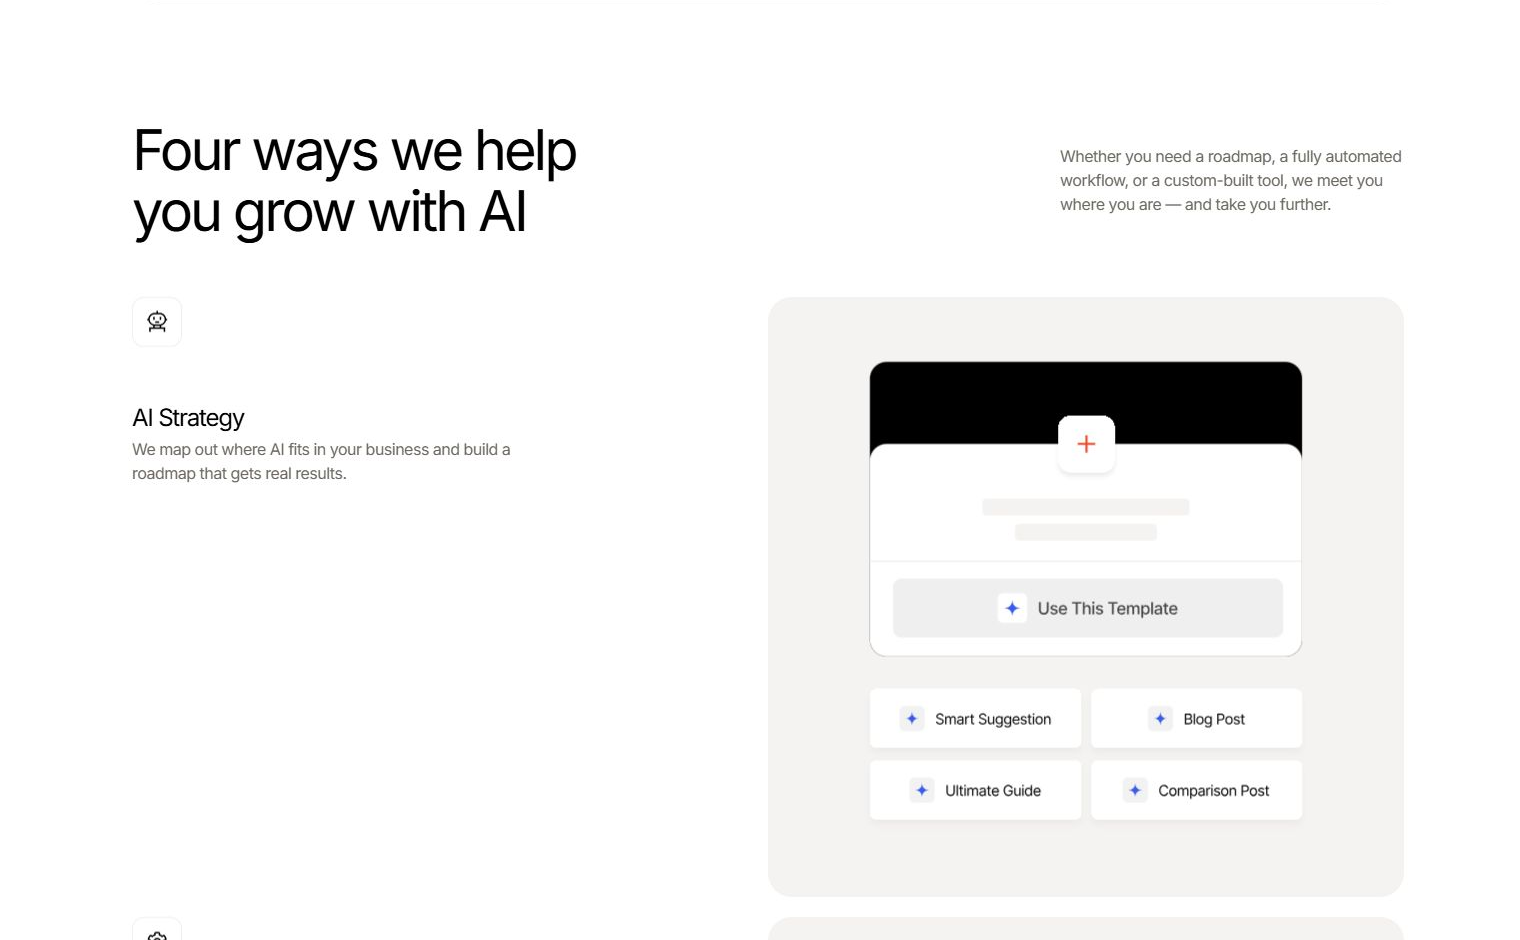 Four ways we help
you grow with AI
Whether you need a roadmap, a fully automated
workflow, or a custom-built tool, we meet you
where you are — and take you further.
AI Strategy
We map out where AI fits in your business and build a
roadmap that gets real results.
Use This Template
Smart Suggestion
Blog Post
Ultimate Guide
Comparison Post